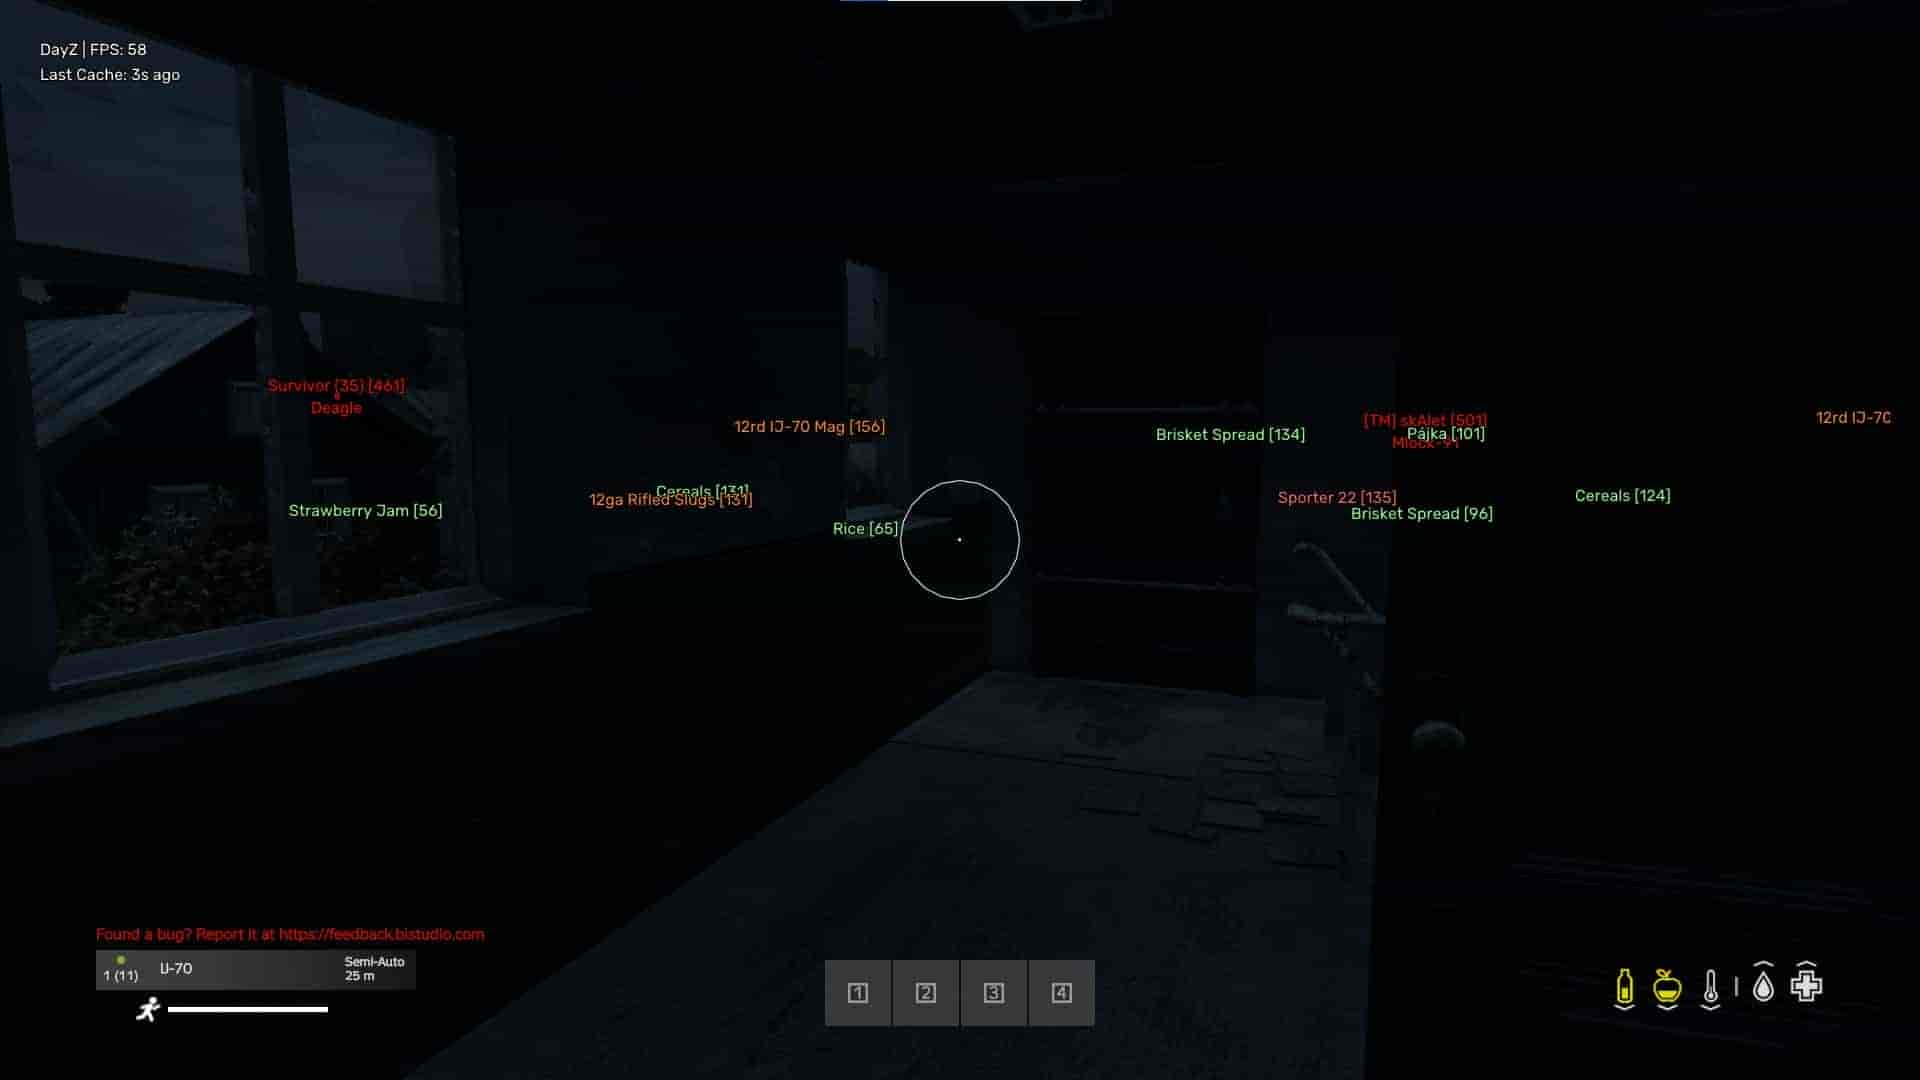 DayZ | FPS: 58
Last Cache: 3s ago
Survivor (35) [461]
Deagle
12rd IJ-70 Mag [156]
Brisket Spread [134]
[TM] skAlet [501]
Pájka [101]
Mlock-91
12rd IJ-70
Cereals [131]
12ga Rifled Slugs [131]
Strawberry Jam [56]
Rice [65]
Sporter 22 [135]
Brisket Spread [96]
Cereals [124]
Found a bug? Report it at https://feedback.bistudio.com
1 (11) IJ-70 Semi-Auto
25 m
1 2 3 4